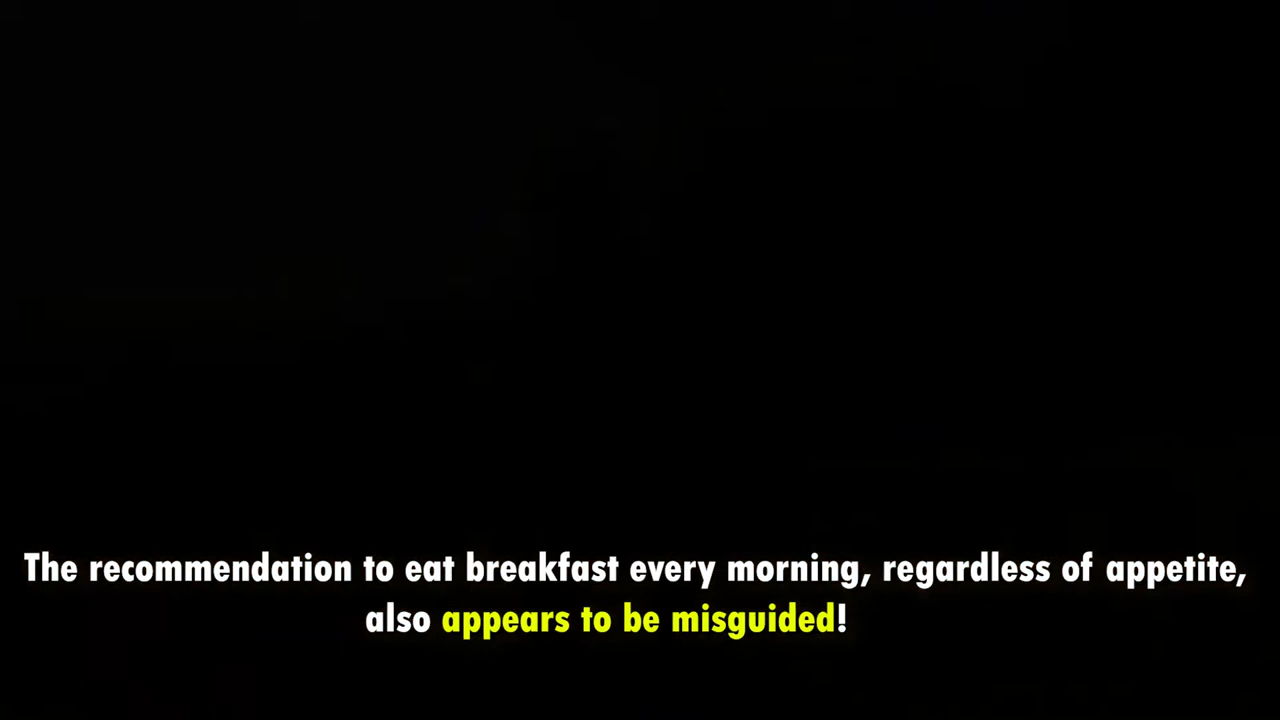 The recommendation to eat breakfast every morning, regardless of appetite,
also appears to be misguided!